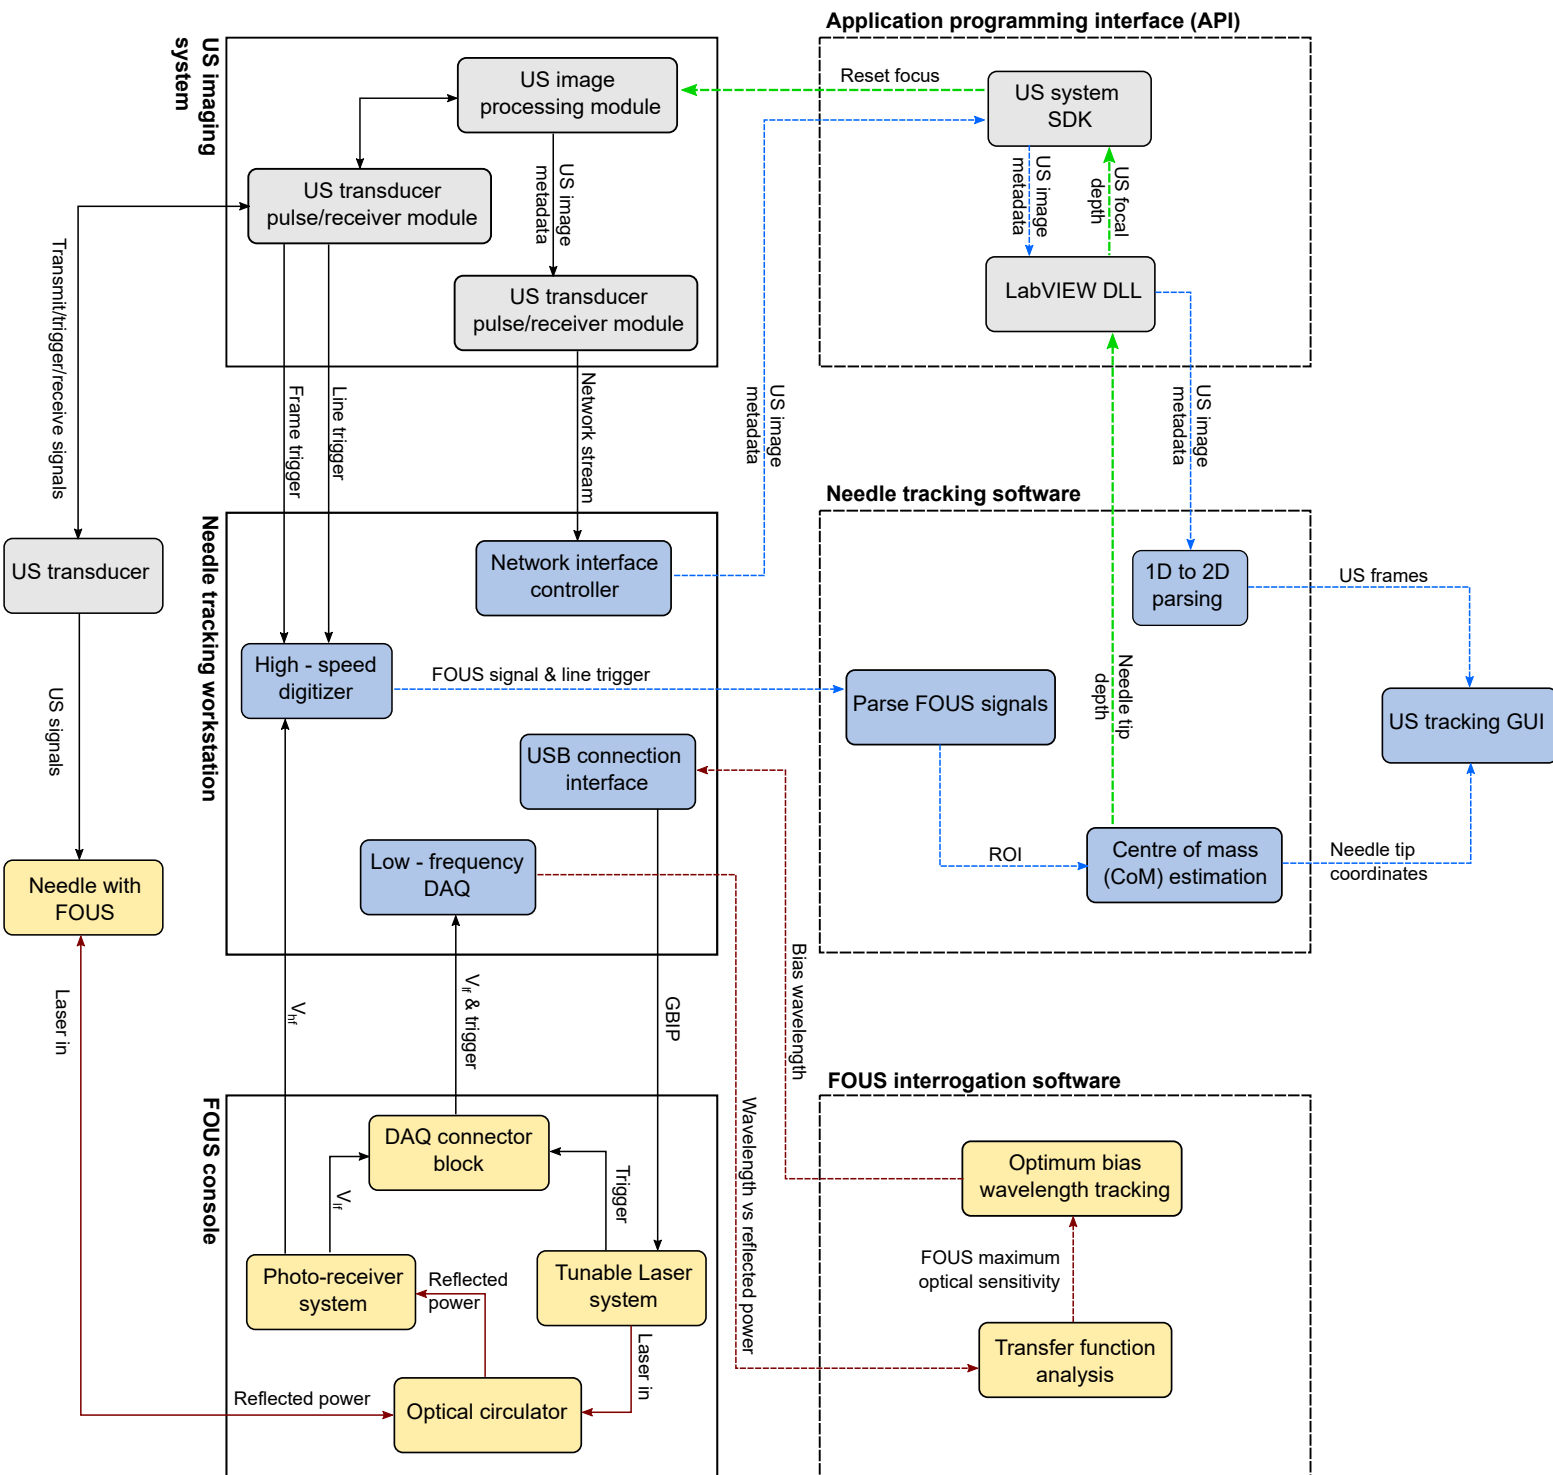 Application programming interface (API)
US imaging
system
US image
processing module
Reset focus
US system
SDK
US transducer
pulse/receiver module
US image
metadata
US image
metadata
US focal
depth
US transducer
pulse/receiver module
LabVIEW DLL
Transmit/trigger/receive signals
Frame trigger
Line trigger
Network stream
US image
metadata
US image
metadata
Needle tracking software
Needle tracking workstation
Network interface
controller
US transducer
1D to 2D
parsing
US frames
High - speed
digitizer
FOUS signal & line trigger
Parse FOUS signals
Needle tip
depth
US tracking GUI
US signals
USB connection
interface
Low - frequency
DAQ
ROI
Centre of mass
(CoM) estimation
Needle tip
coordinates
Needle with
FOUS
Laser in
Vhf
Vlf & trigger
GBIP
Bias wavelength
FOUS interrogation software
FOUS console
DAQ connector
block
Wavelength vs reflected power
Optimum bias
wavelength tracking
Vlf
Trigger
FOUS maximum
optical sensitivity
Photo-receiver
system
Reflected
power
Tunable Laser
system
Transfer function
analysis
Laser in
Reflected power
Optical circulator